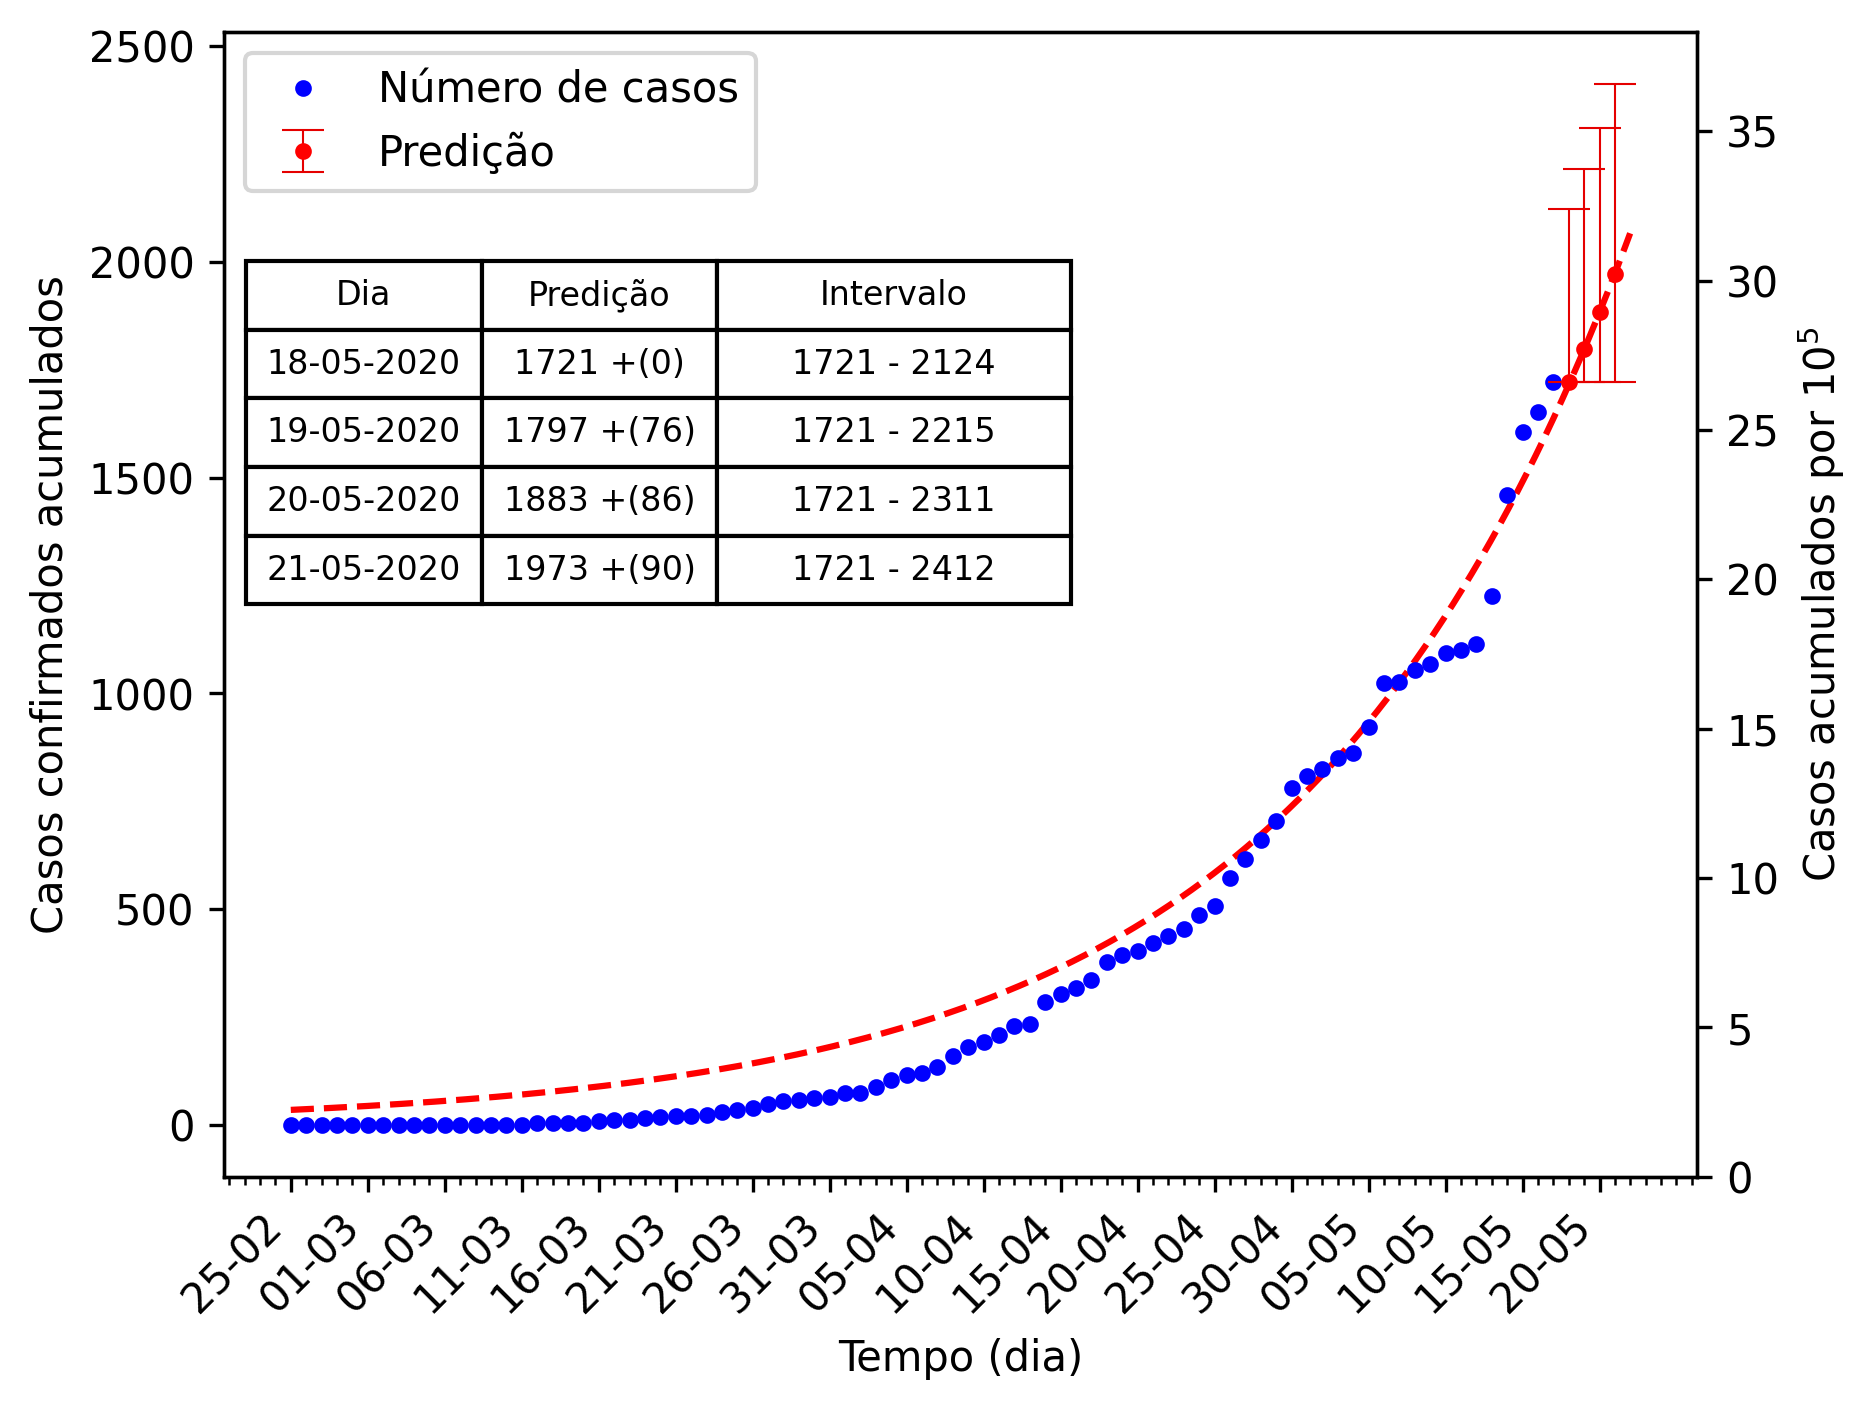 Número de casos
Predição
Dia Predição Intervalo
18-05-2020 1721 +(0) 1721 - 2124
19-05-2020 1797 +(76) 1721 - 2215
20-05-2020 1883 +(86) 1721 - 2311
21-05-2020 1973 +(90) 1721 - 2412
Casos confirmados acumulados
2500
2000
1500
1000
500
0
35
30
25
20
15
10
5
0
Casos acumulados por 10⁵
25-02 01-03 06-03 11-03 16-03 21-03 26-03 31-03 05-04 10-04 15-04 20-04 25-04 30-04 05-05 10-05 15-05 20-05
Tempo (dia)